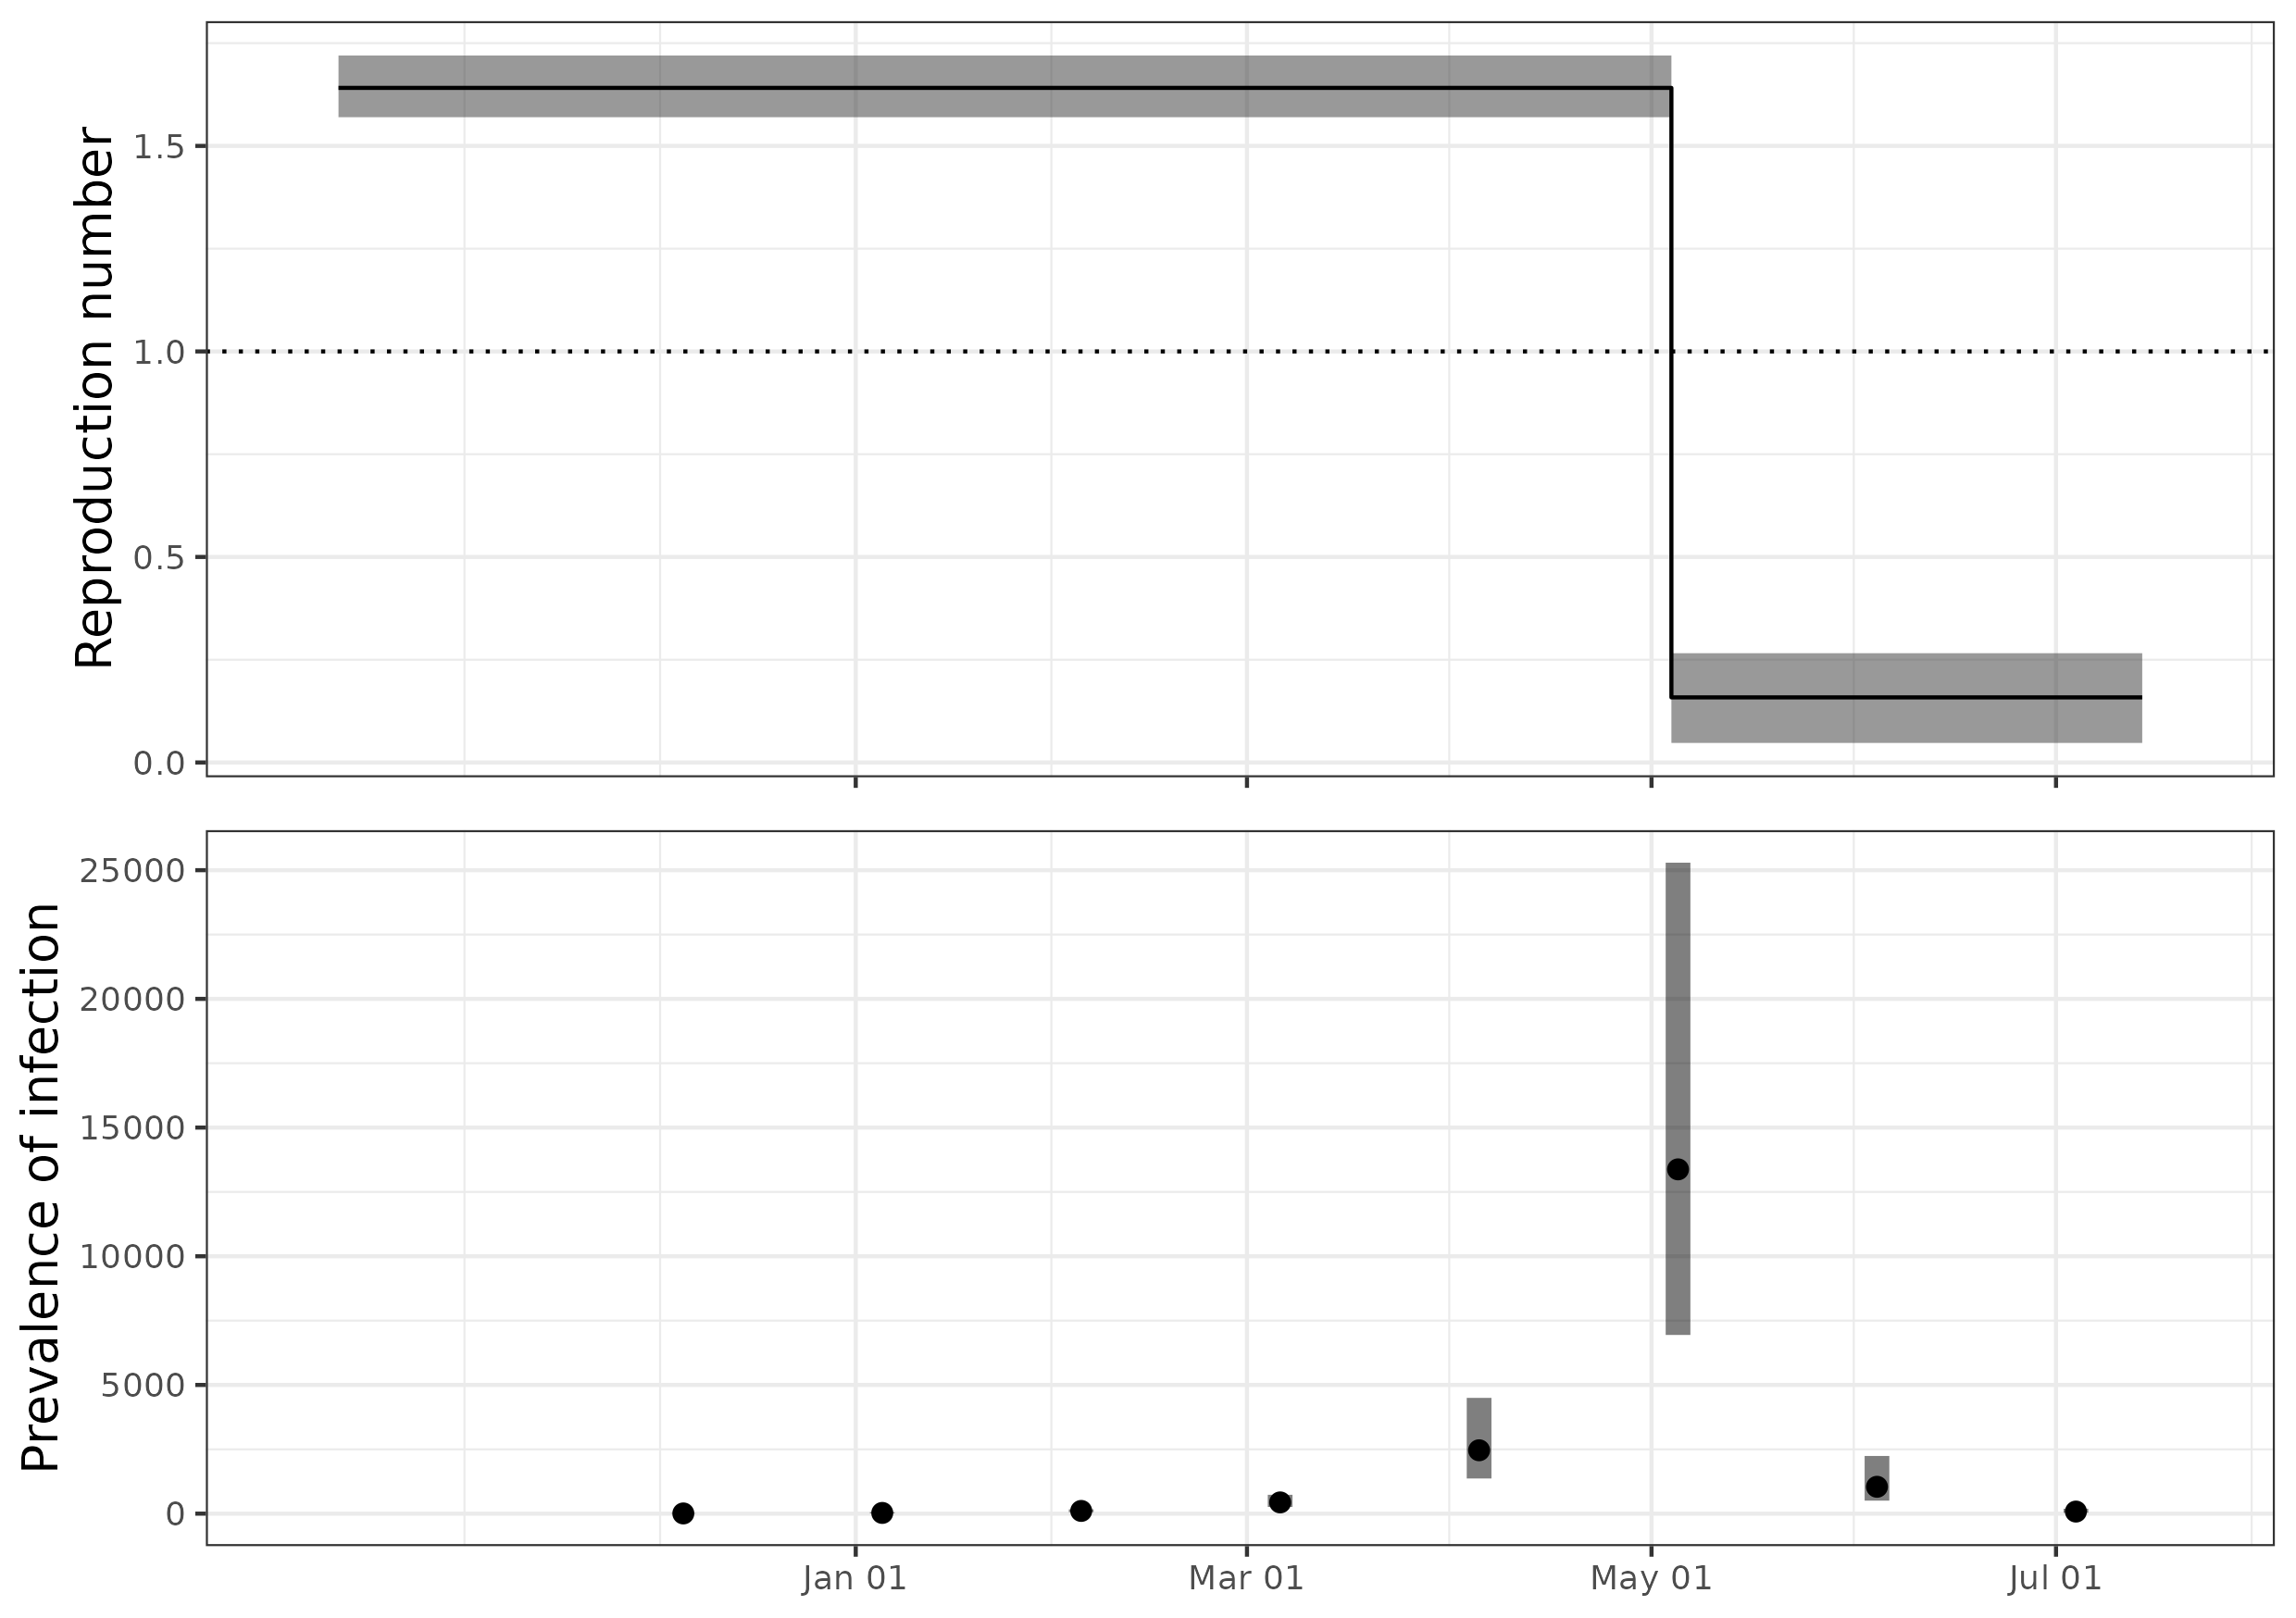 Reproduction number
1.5
1.0
0.5
0.0
Prevalence of infection
25000
20000
15000
10000
5000
0
Jan 01
Mar 01
May 01
Jul 01